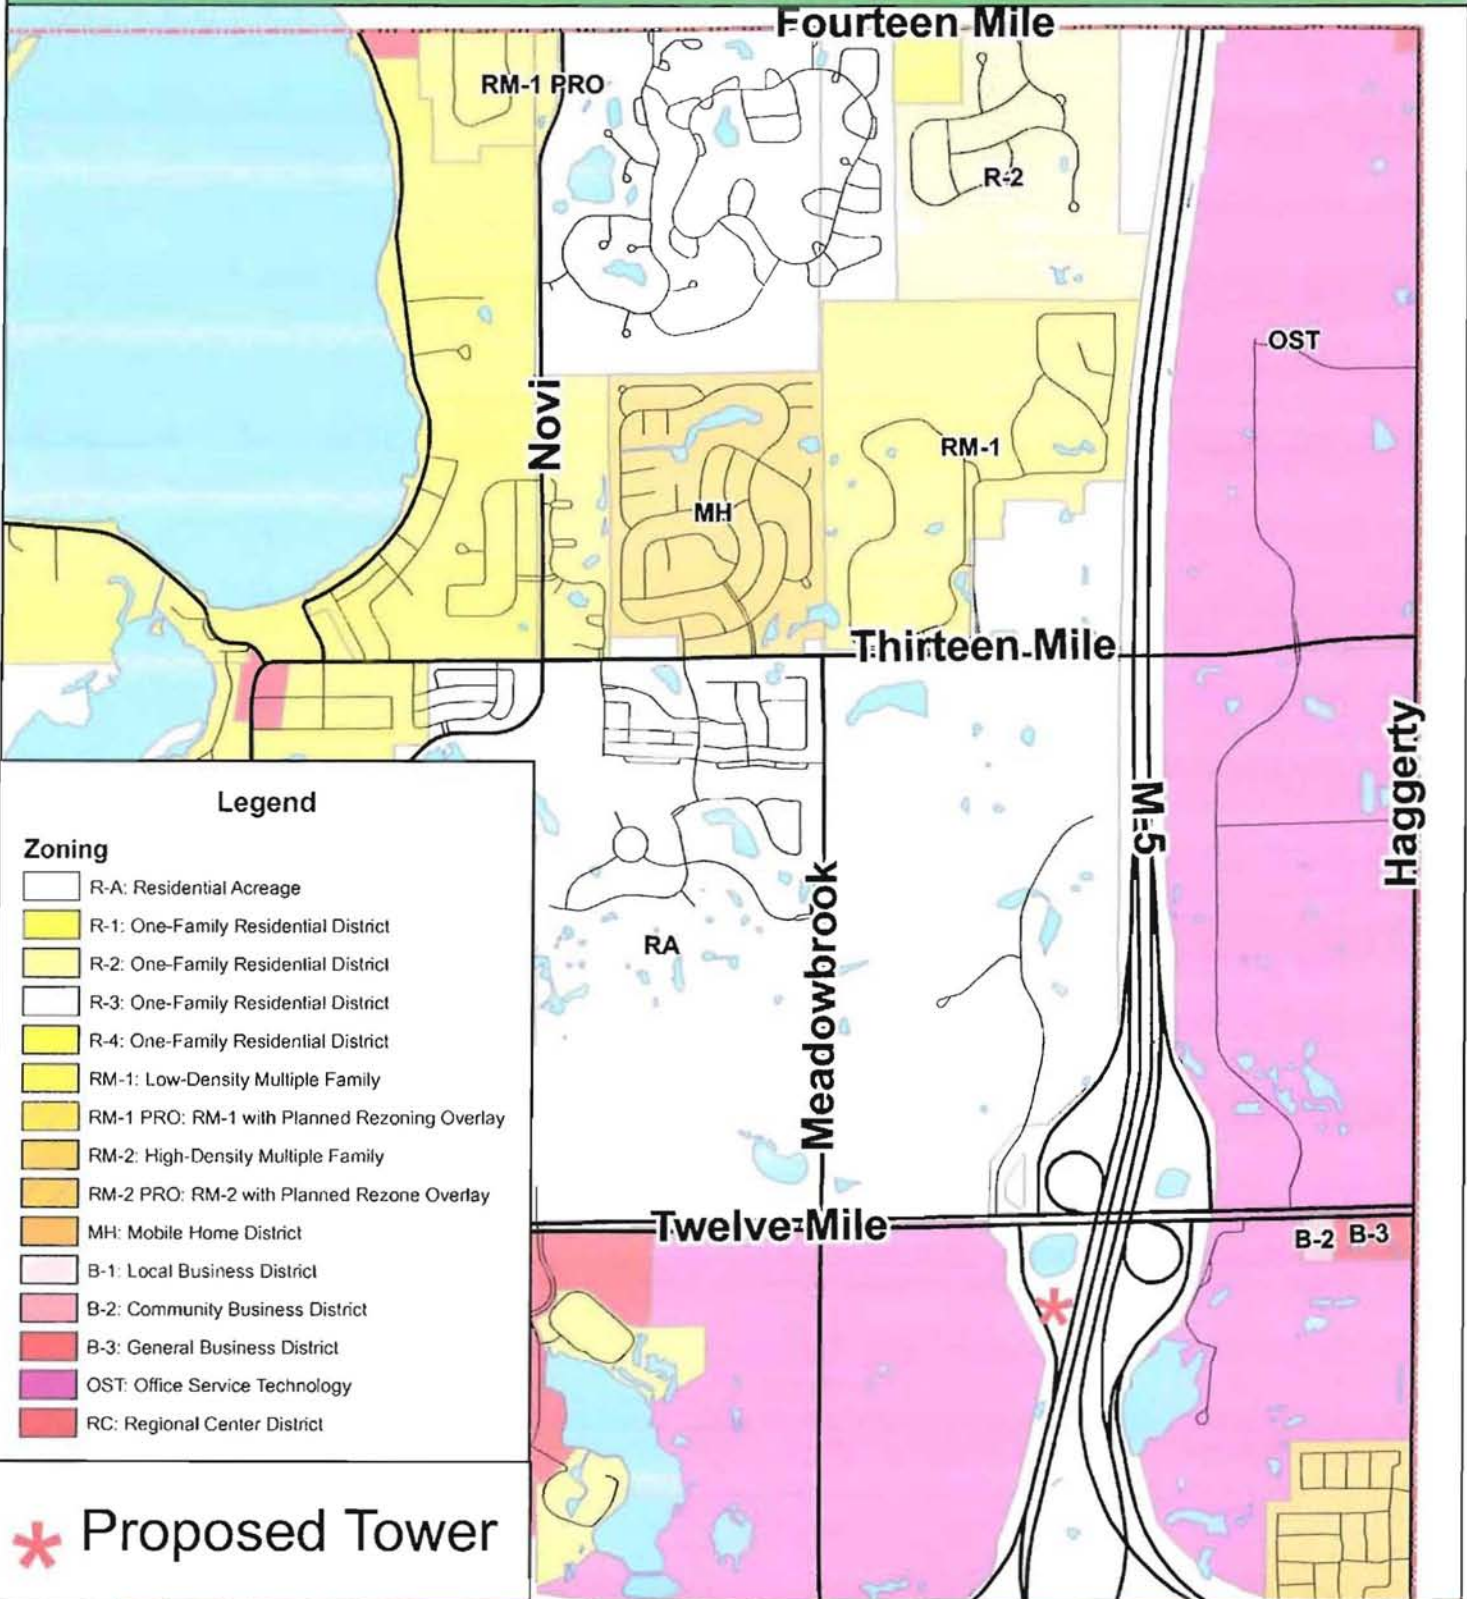 Fourteen Mile
RM-1 PRO
R-2
OST
Novi
RM-1
MH
Thirteen Mile
Haggerty
M-5
Legend
Zoning
R-A: Residential Acreage
R-1: One-Family Residential District
R-2: One-Family Residential District
R-3: One-Family Residential District
R-4: One-Family Residential District
RM-1: Low-Density Multiple Family
RM-1 PRO: RM-1 with Planned Rezoning Overlay
RM-2: High-Density Multiple Family
RM-2 PRO: RM-2 with Planned Rezone Overlay
MH: Mobile Home District
B-1: Local Business District
B-2: Community Business District
B-3: General Business District
OST: Office Service Technology
RC: Regional Center District
RA
Meadowbrook
Twelve Mile
B-2 B-3
* Proposed Tower